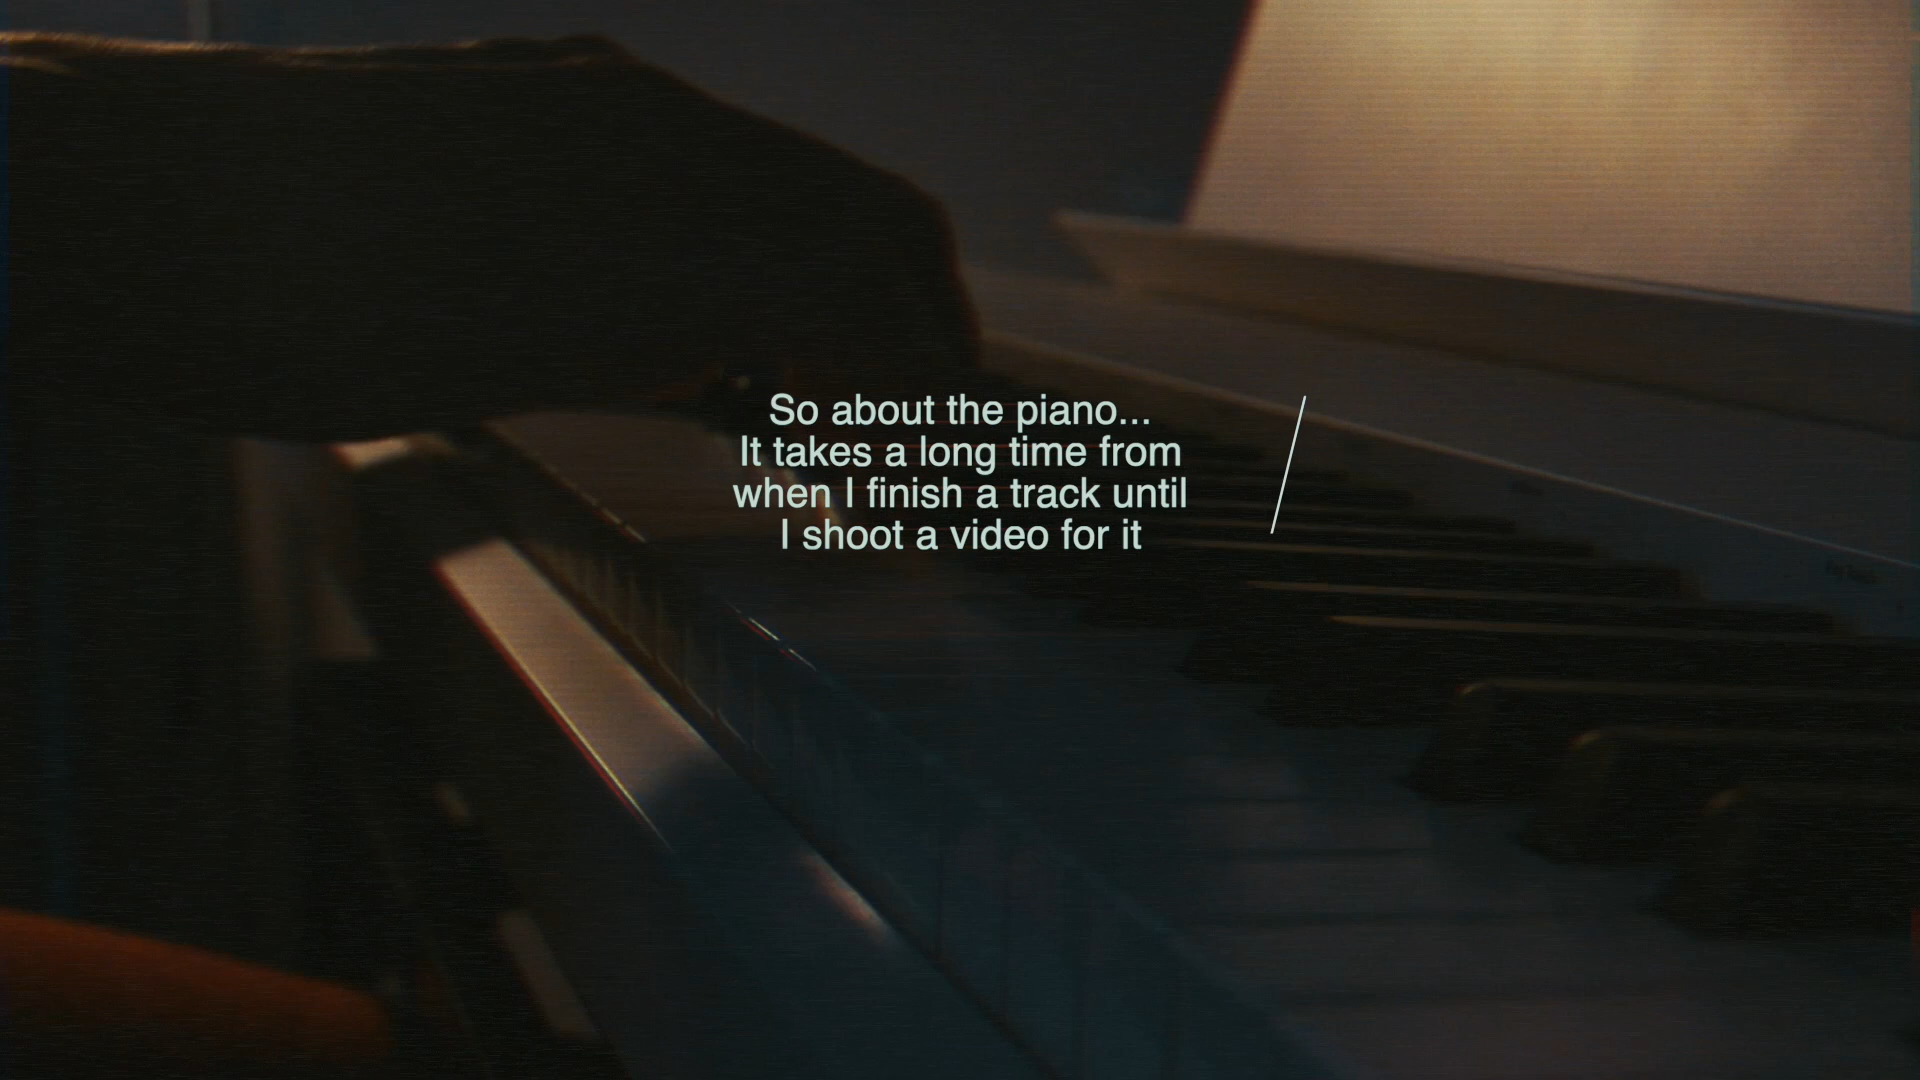 So about the piano...
It takes a long time from
when I finish a track until
I shoot a video for it